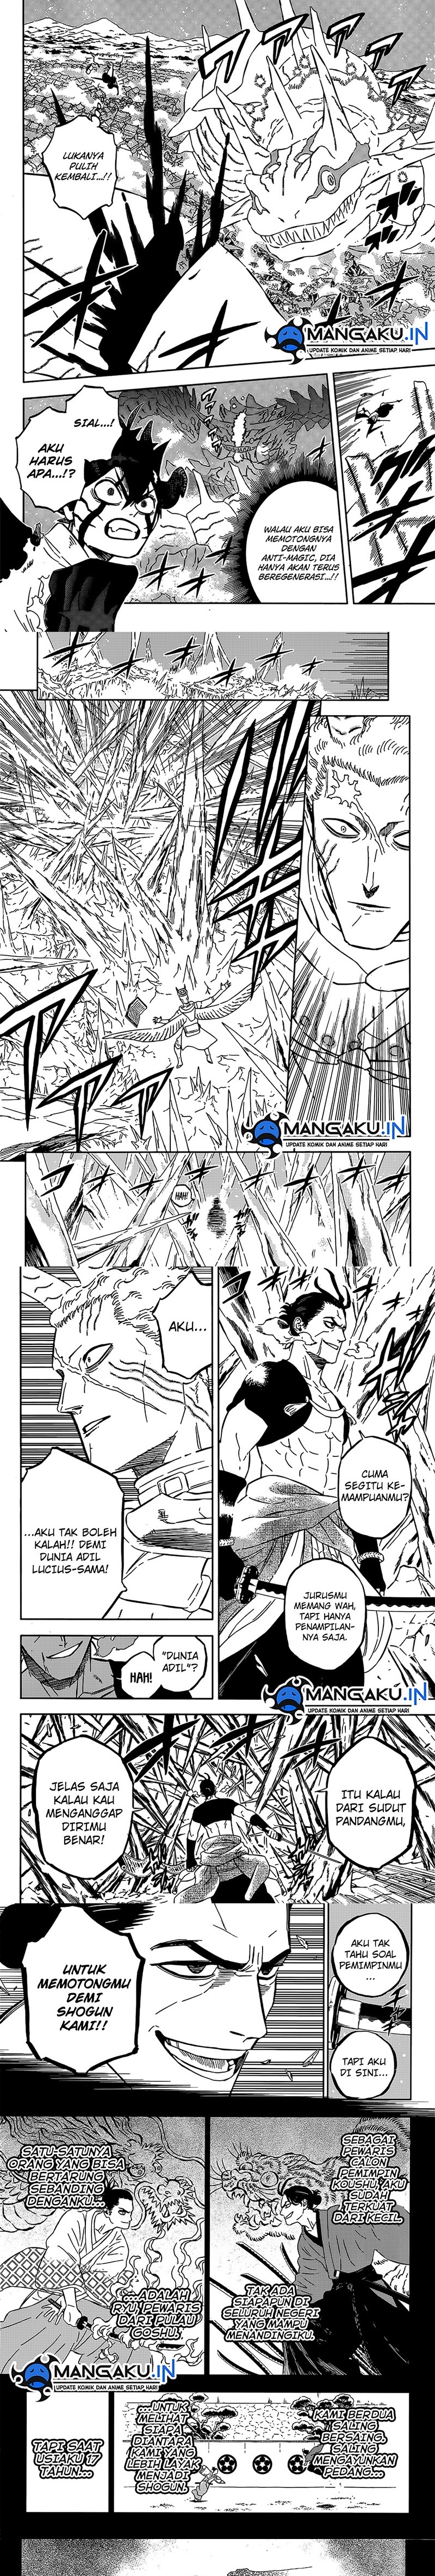 LUKANYA
PULIH
KEMBALI...!!
MANGAKU.IN
UPDATE KOMIK DAN ANIME SETIAP HARI
SIAL...!
AKU
HARUS
APA...!?
WALAU AKU BISA
MEMOTONGNYA
DENGAN
ANTI-MAGIC, DIA
HANYA AKAN TERUS
BEREGENERASI...!!
MANGAKU.IN
UPDATE KOMIK DAN ANIME SETIAP HARI
HAH!
AKU...
CUMA
SEGITU KE-
MAMPUANMU?
...AKU TAK BOLEH
KALAH!! DEMI
DUNIA ADIL
LUCIUS-SAMA!
JURUSMU
MEMANG WAH,
TAPI HANYA
PENAMPILAN-
NYA SAJA.
"DUNIA
ADIL"?
HAH!
MANGAKU.IN
UPDATE KOMIK DAN ANIME SETIAP HARI
ITU KALAU
DARI SUDUT
PANDANGMU,
JELAS SAJA
KALAU KAU
MENGANGGAP
DIRIMU
BENAR!
AKU TAK
TAHU SOAL
PEMIMPINMU
...
TAPI AKU
DI SINI...
UNTUK
MEMOTONGMU
DEMI
SHOGUN
KAMI!!
SEBAGAI
PEWARIS
CALON
PEMIMPIN
KOUSUI, AKU
SUDAH
TERKUAT
DARI KECIL.
TAK ADA
SIAPAPUN DI
SELURUH NEGERI
YANG MAMPU
MENANDINGIKU.
SATU-SATUNYA
ORANG YANG BISA
BERTARUNG
SEBANDING
DENGANKU...
...ADALAH
RYU, PEWARIS
DARI PULAU
GOSHU.
MANGAKU.IN
UPDATE KOMIK DAN ANIME SETIAP HARI
KAMI BERDUA
SALING
BERSAING,
SALING
MENGAYUNKAN
PEDANG...
...UNTUK
MELIHAT
SIAPA
DIANTARA
KAMI YANG
LEBIH LAYAK
MENJADI
SHOGUN.
TAPI SAAT
USIAKU 17
TAHUN...